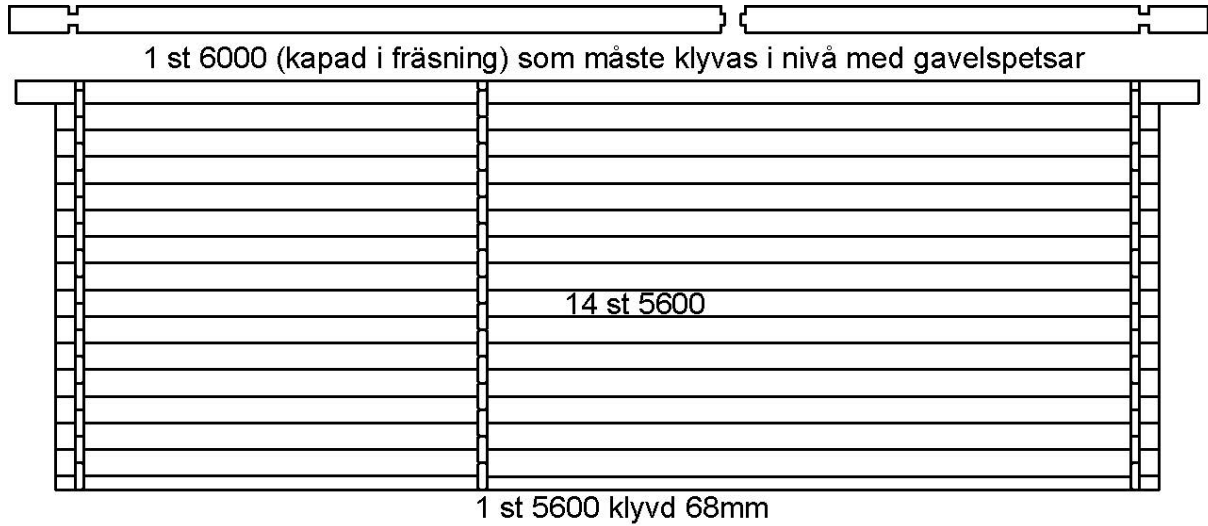 1 st 6000 (kapad i fräsning) som måste klyvas i nivå med gavelspetsar
14 st 5600
1 st 5600 klyvd 68mm